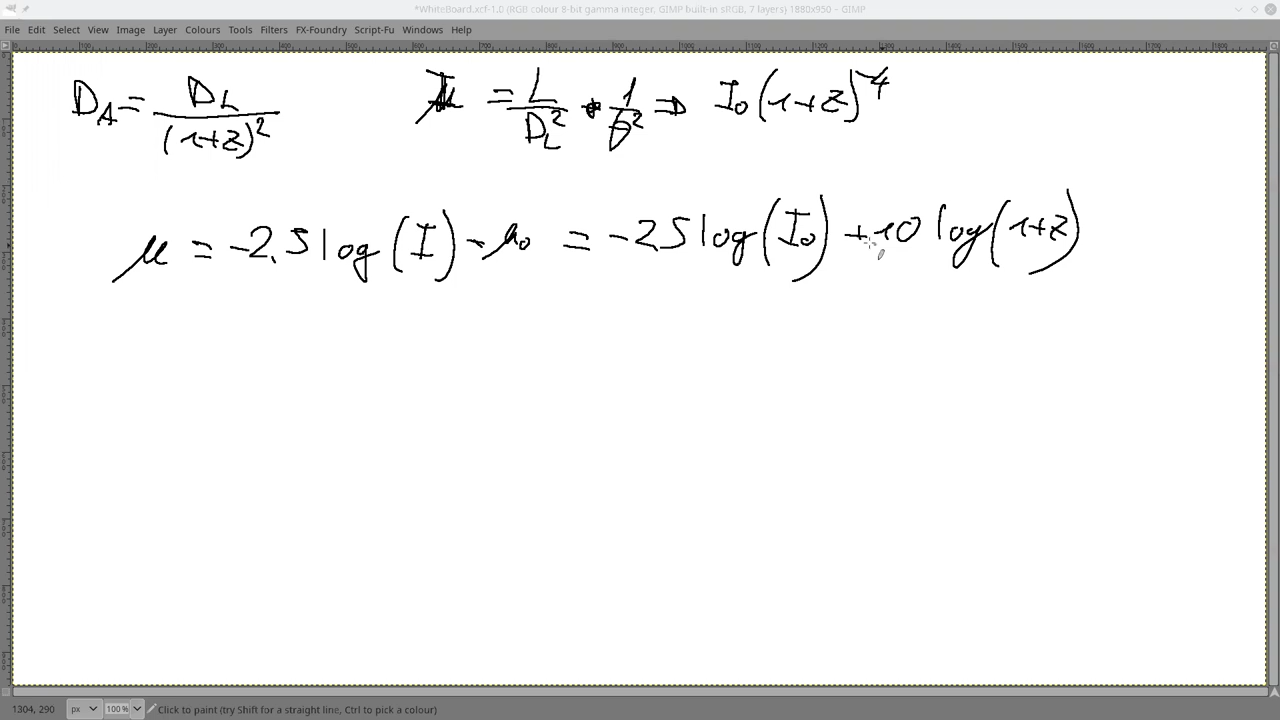 *WhiteBoard.xcf-1.0 (RGB colour 8-bit gamma integer, GIMP built-in sRGB, 7 layers) 1880x950 – GIMP
File Edit Select View Image Layer Colours Tools Filters FX-Foundry Script-Fu Windows Help
D_A = D_L / (1+z)^2
I = L / D_L^2 • 1 / θ^2 ⇒ I_0 (1+z)^-4
μ = -2.5 log(I) - μ_0 = -2.5 log(I_0) + 10 log(1+z)
1304, 290 px 100% Click to paint (try Shift for a straight line, Ctrl to pick a colour)